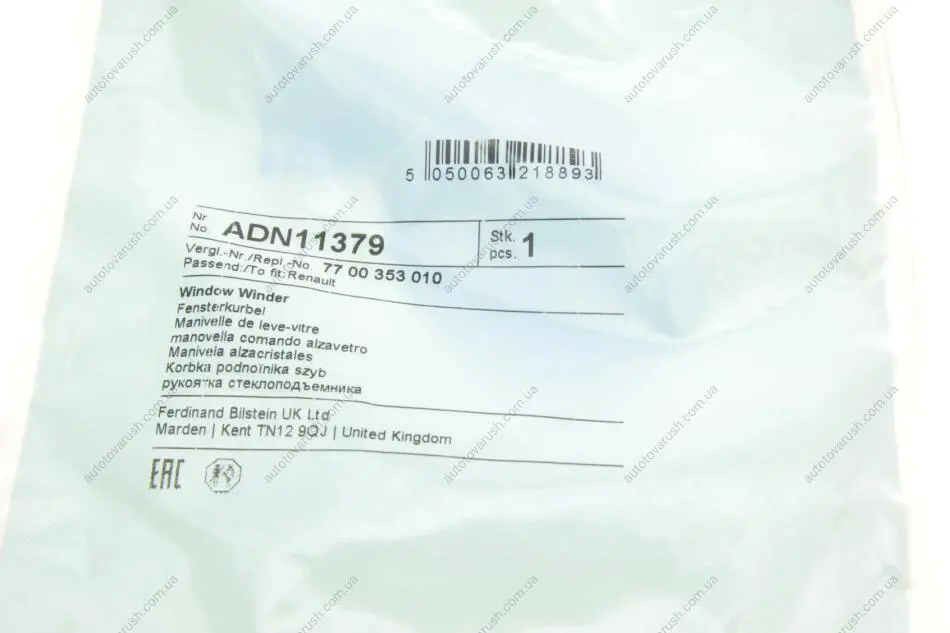 5 050063 218893
Nr
No. ADN11379
Stk.
pcs. 1
Vergl.-Nr./Repl.-No. 77 00 353 010
Passend:/To fit:Renault
Window Winder
Fensterkurbel
Manivelle de leve-vitre
manovella comando alzavetro
Manivela alzacristales
Korbka podnoïnika szyb
рукоятка стеклоподъемника
Ferdinand Bilstein UK Ltd
Marden | Kent TN12 9QJ | United Kingdom
EAC
autotovarush.com.ua